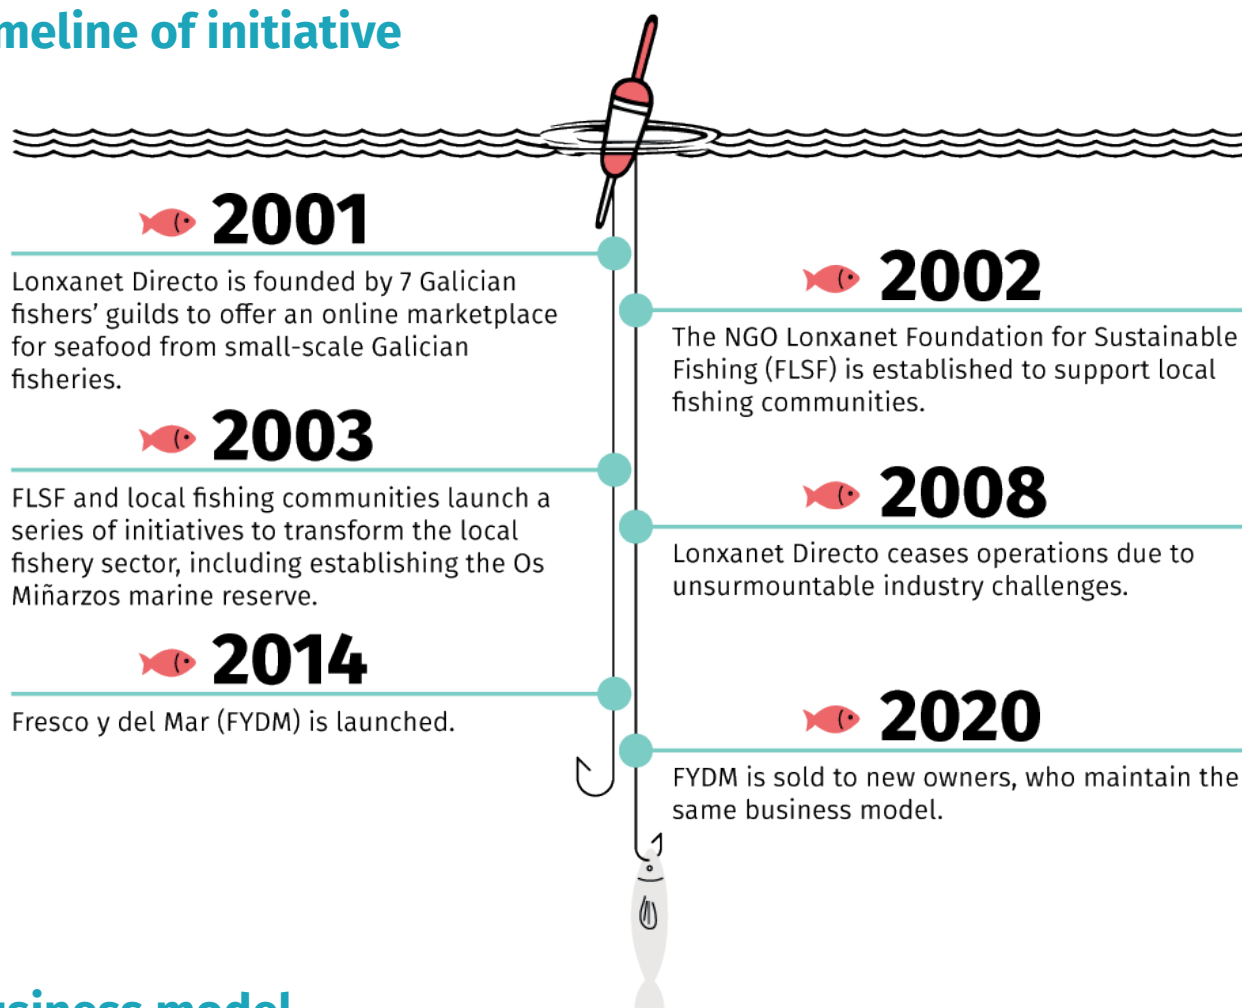 meline of initiative
2001
Lonxanet Directo is founded by 7 Galician
fishers’ guilds to offer an online marketplace
for seafood from small-scale Galician
fisheries.
2002
The NGO Lonxanet Foundation for Sustainable
Fishing (FLSF) is established to support local
fishing communities.
2003
FLSF and local fishing communities launch a
series of initiatives to transform the local
fishery sector, including establishing the Os
Miñarzos marine reserve.
2008
Lonxanet Directo ceases operations due to
unsurmountable industry challenges.
2014
Fresco y del Mar (FYDM) is launched.
2020
FYDM is sold to new owners, who maintain the
same business model.
usiness model